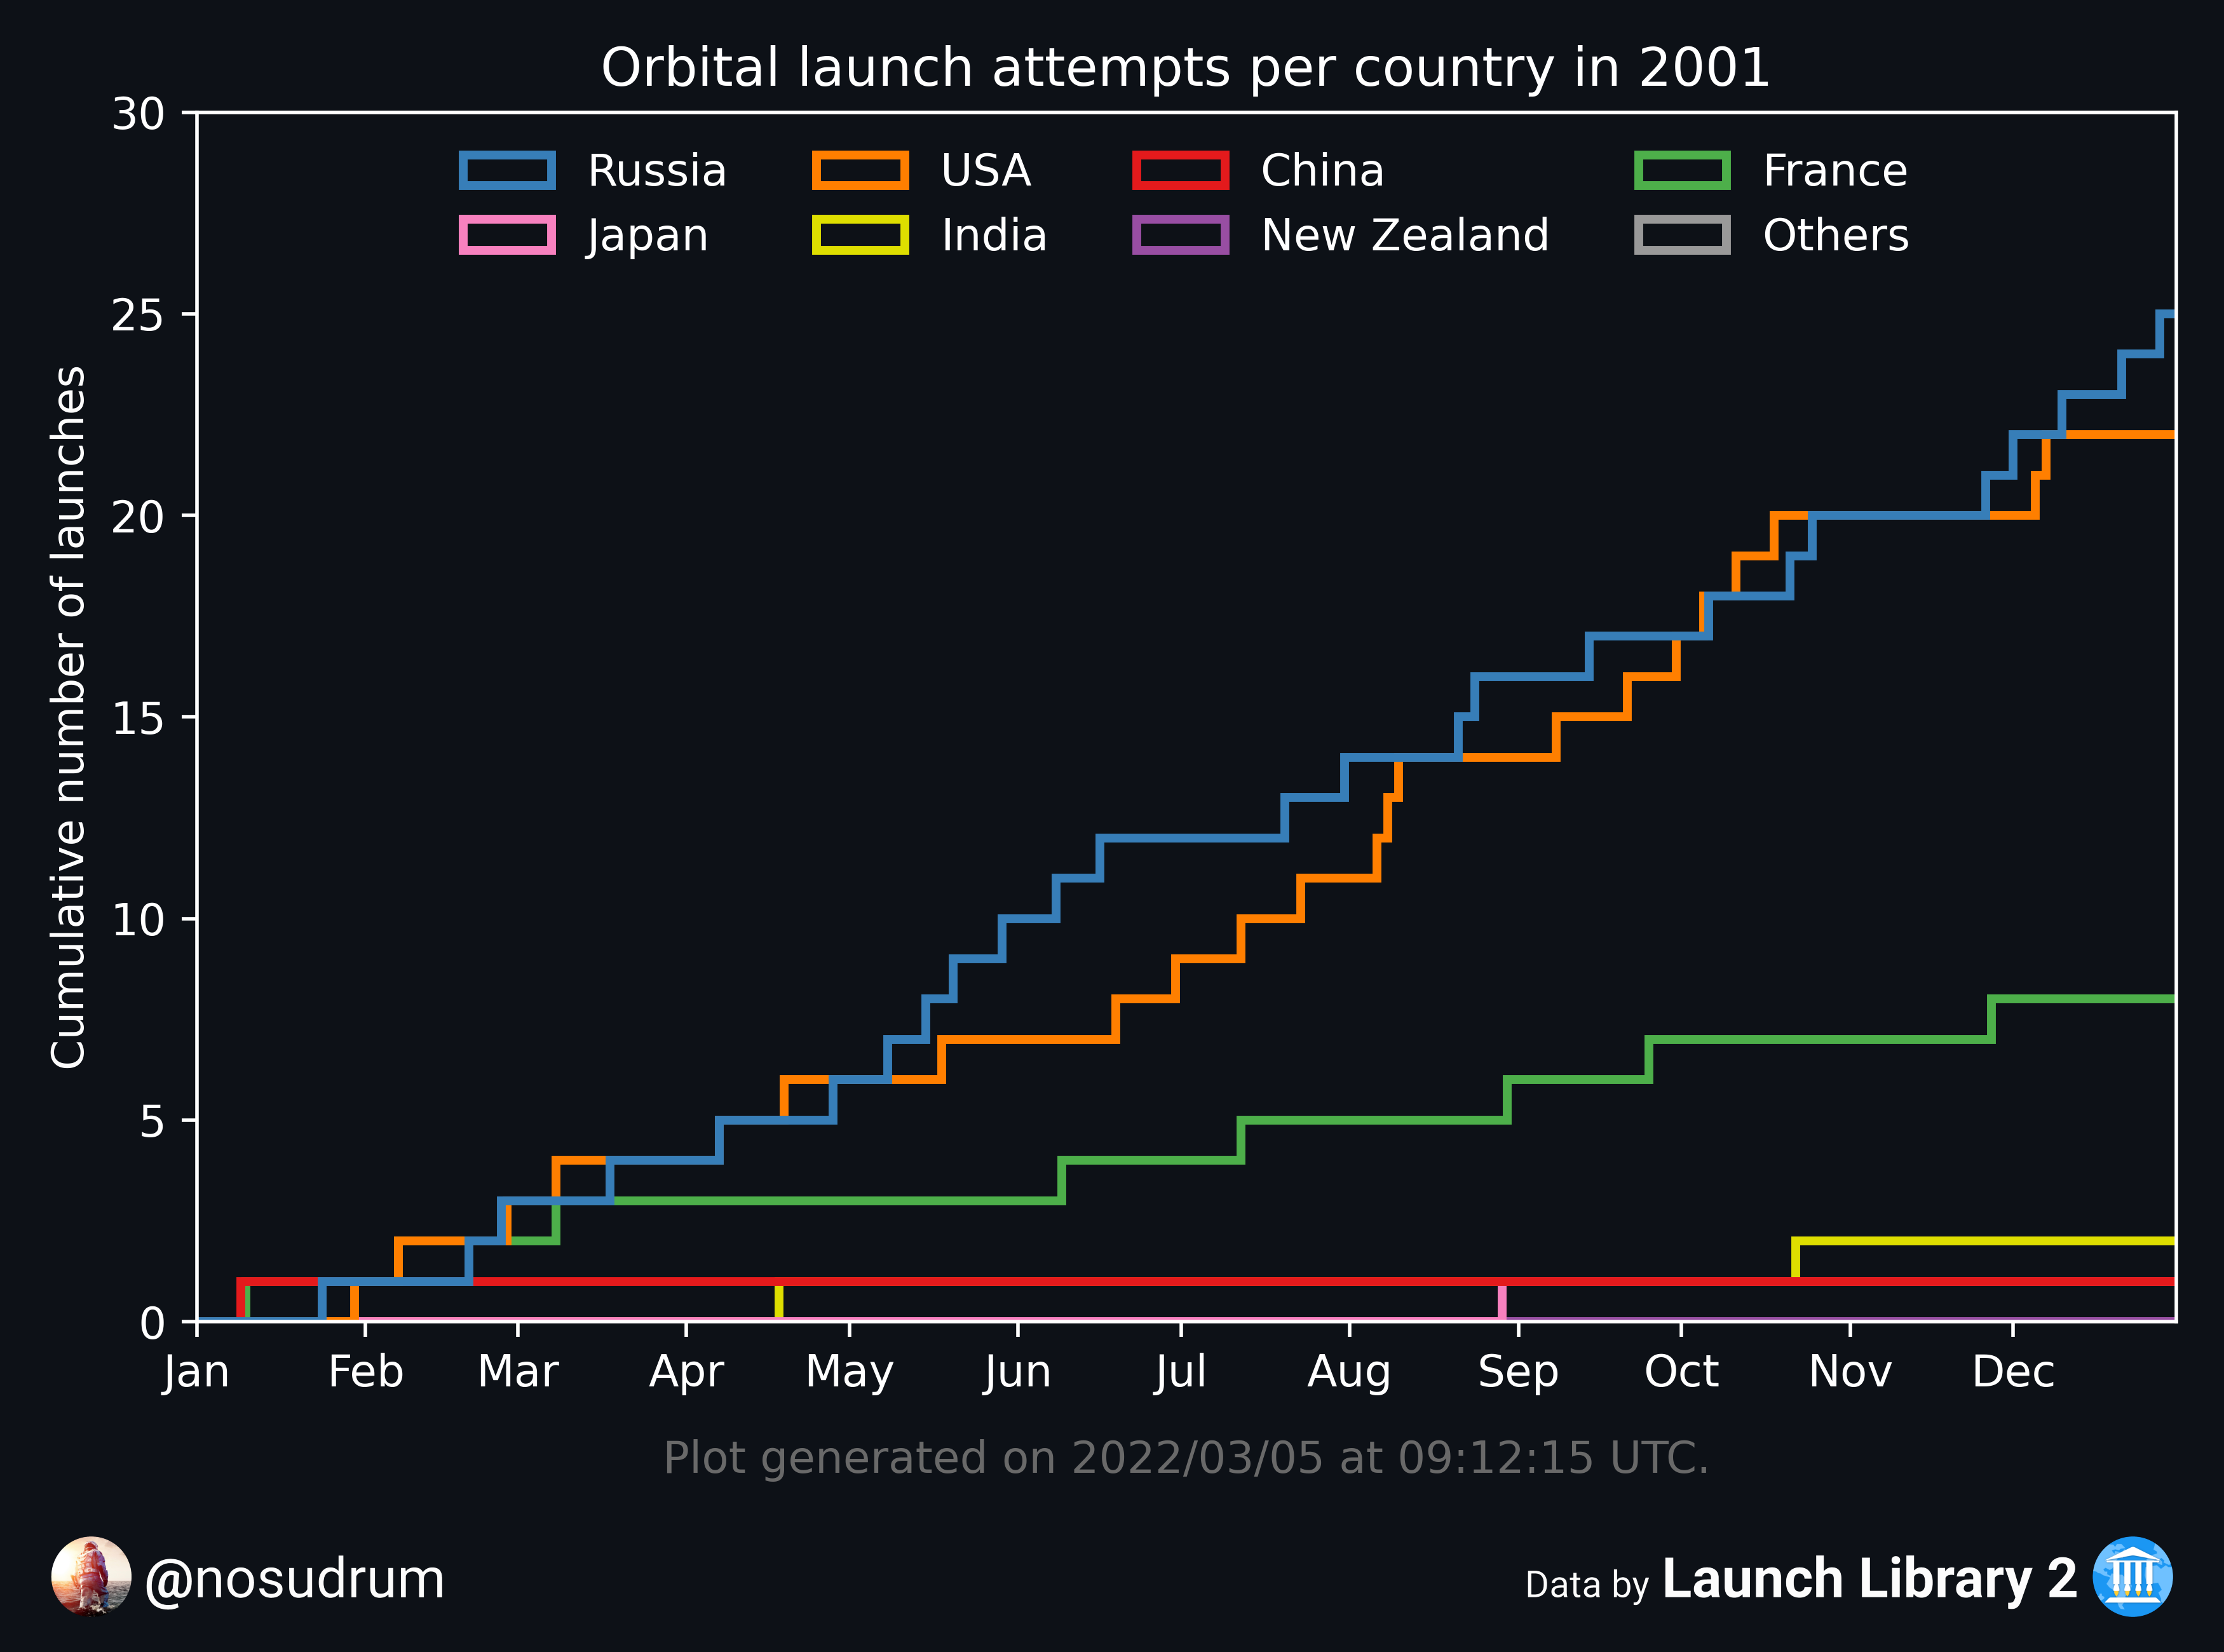 Orbital launch attempts per country in 2001
30
Russia USA China France
Japan India New Zealand Others
25
20
15
10
5
0
Cumulative number of launches
Jan Feb Mar Apr May Jun Jul Aug Sep Oct Nov Dec
Plot generated on 2022/03/05 at 09:12:15 UTC.
@nosudrum
Data by Launch Library 2